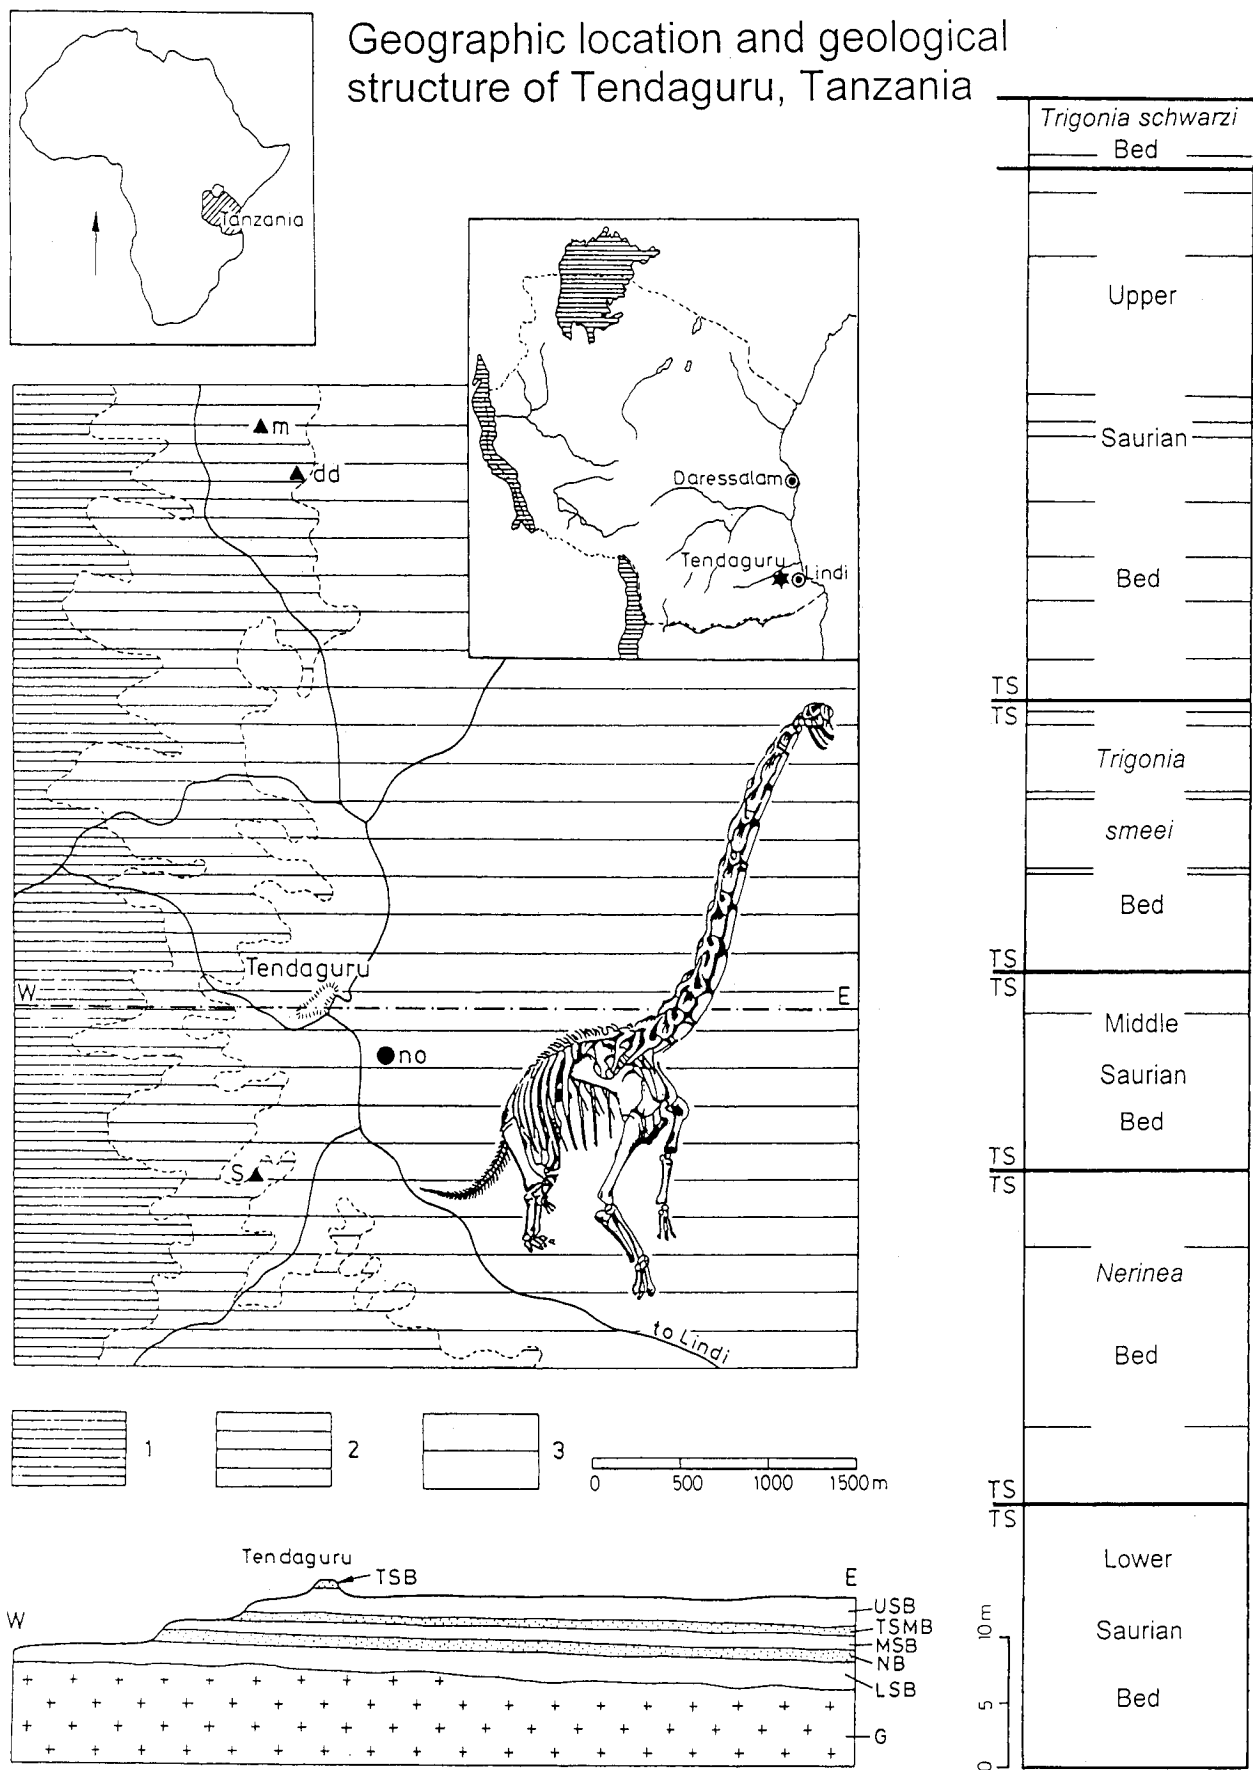 Geographic location and geological
structure of Tendaguru, Tanzania
Tanzania
Daressalam
Tendaguru
Lindi
m
dd
Tendaguru
W
E
no
S
to Lindi
1
2
3
0
500
1000
1500m
Tendaguru
TSB
W
E
USB
TSMB
MSB
NB
LSB
G
Trigonia schwarzi
Bed
Upper
Saurian
Bed
TS
TS
Trigonia
smeei
Bed
TS
TS
Middle
Saurian
Bed
TS
TS
Nerinea
Bed
TS
TS
Lower
Saurian
Bed
10m
5
0